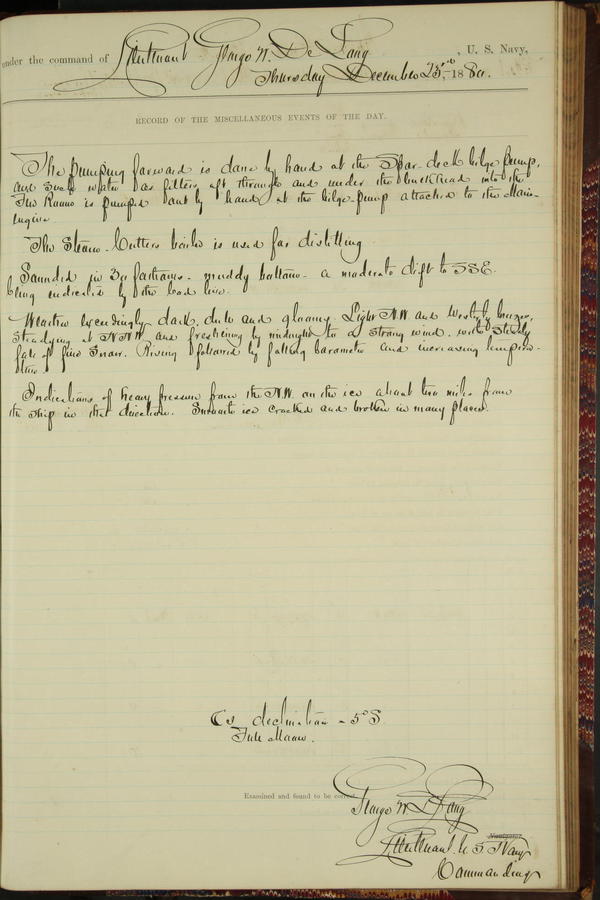 under the command of Lieutenant George W. De Long, U. S. Navy,
Thursday December 23rd, 1880.
RECORD OF THE MISCELLANEOUS EVENTS OF THE DAY.
The pumping forward is done by hand at the Spar-deck bilge pump,
and such water as filters aft through and under the bulkhead into the
Fire Room is pumped out by hand at the bilge-pump attached to the Main-
engine.
The Steam-Cutters boiler is used for distilling.
Sounded in 39 fathoms - muddy bottom - a moderate drift to SSE.
being indicated by the lead line.
Weather exceedingly dark, dull and gloomy. Light NW and Westerly breezes,
steadying at NNW and freshening by midnight to a strong wind, with steady
fall of fine snow. Rising followed by falling barometer and increasing tempera-
ture.
Indications of heavy pressure from the NW on the ice about two miles from
the ship in that direction. ice cracked and broken in many places.
Cs declination - 5° S
Full Moon.
Examined and found to be correct.
George W. De Long
Navigator.
Lieutenant U S Navy
Commanding